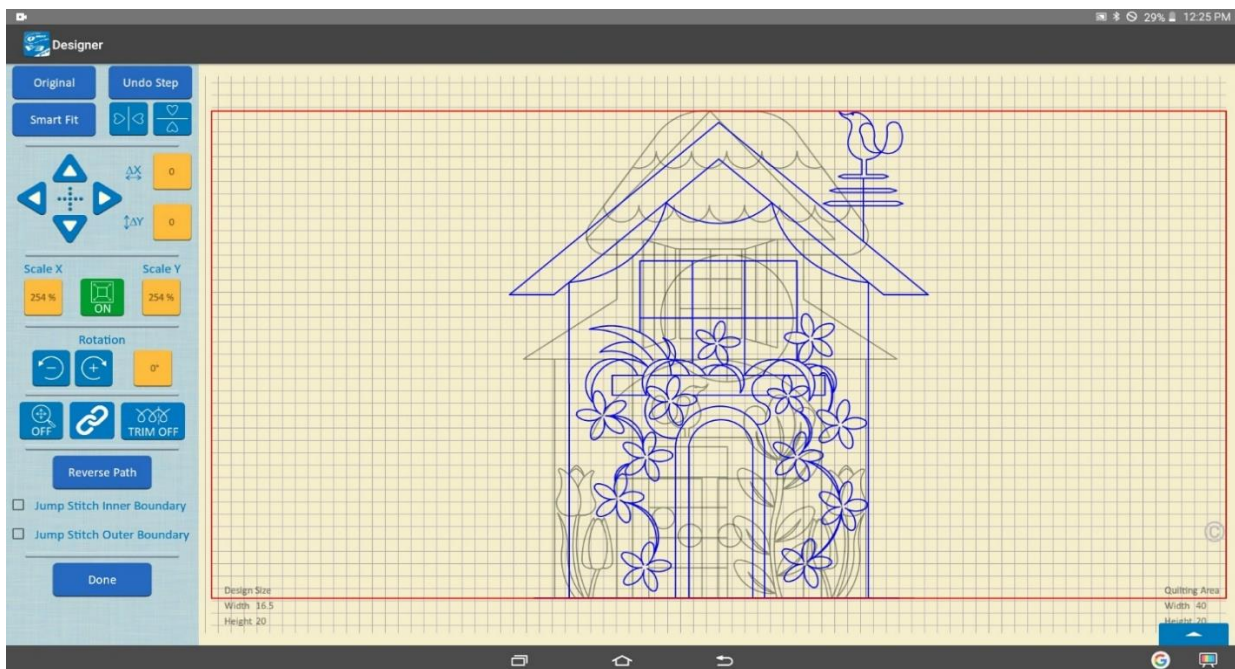 29% 12:25 PM
Designer
Original
Undo Step
Smart Fit
ΔX
0
ΔY
0
Scale X
Scale Y
254 %
ON
254 %
Rotation
0°
OFF
TRIM OFF
Reverse Path
Jump Stitch Inner Boundary
Jump Stitch Outer Boundary
Done
Design Size
Width 16.5
Height 20
©
Quilting Area
Width 40
Height 20
G